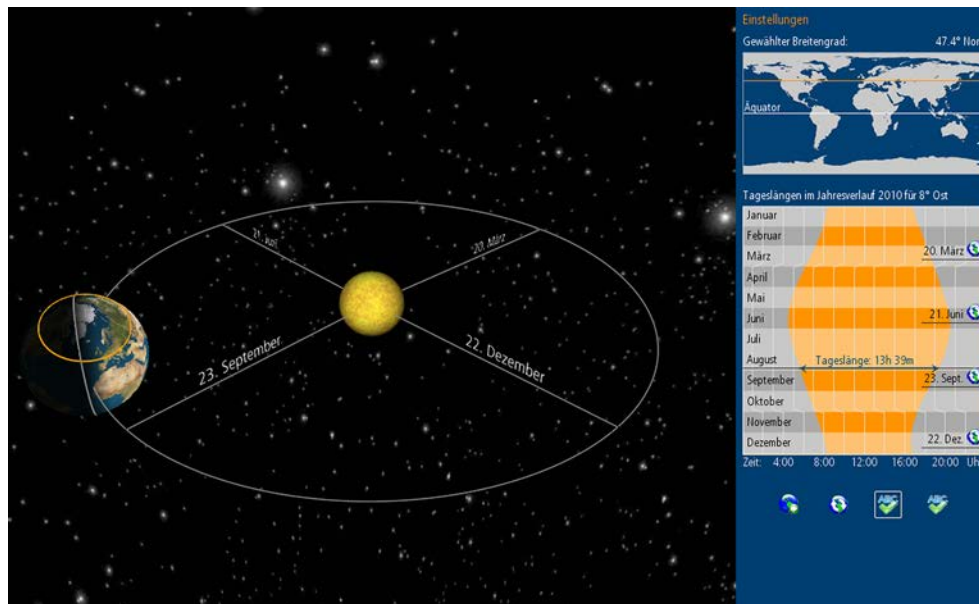 Einstellungen
Gewählter Breitengrad: 47.4° Nor
Äquator
Tageslängen im Jahresverlauf 2010 für 8° Ost
Januar
Februar
März
20. März
April
Mai
Juni
21. Juni
Juli
August
Tageslänge: 13h 39m
September
23. Sept.
Oktober
November
Dezember
22. Dez.
Zeit: 4:00 8:00 12:00 16:00 20:00 Uh
ABC
ABC
21. Juni
20. März
23. September
22. Dezember